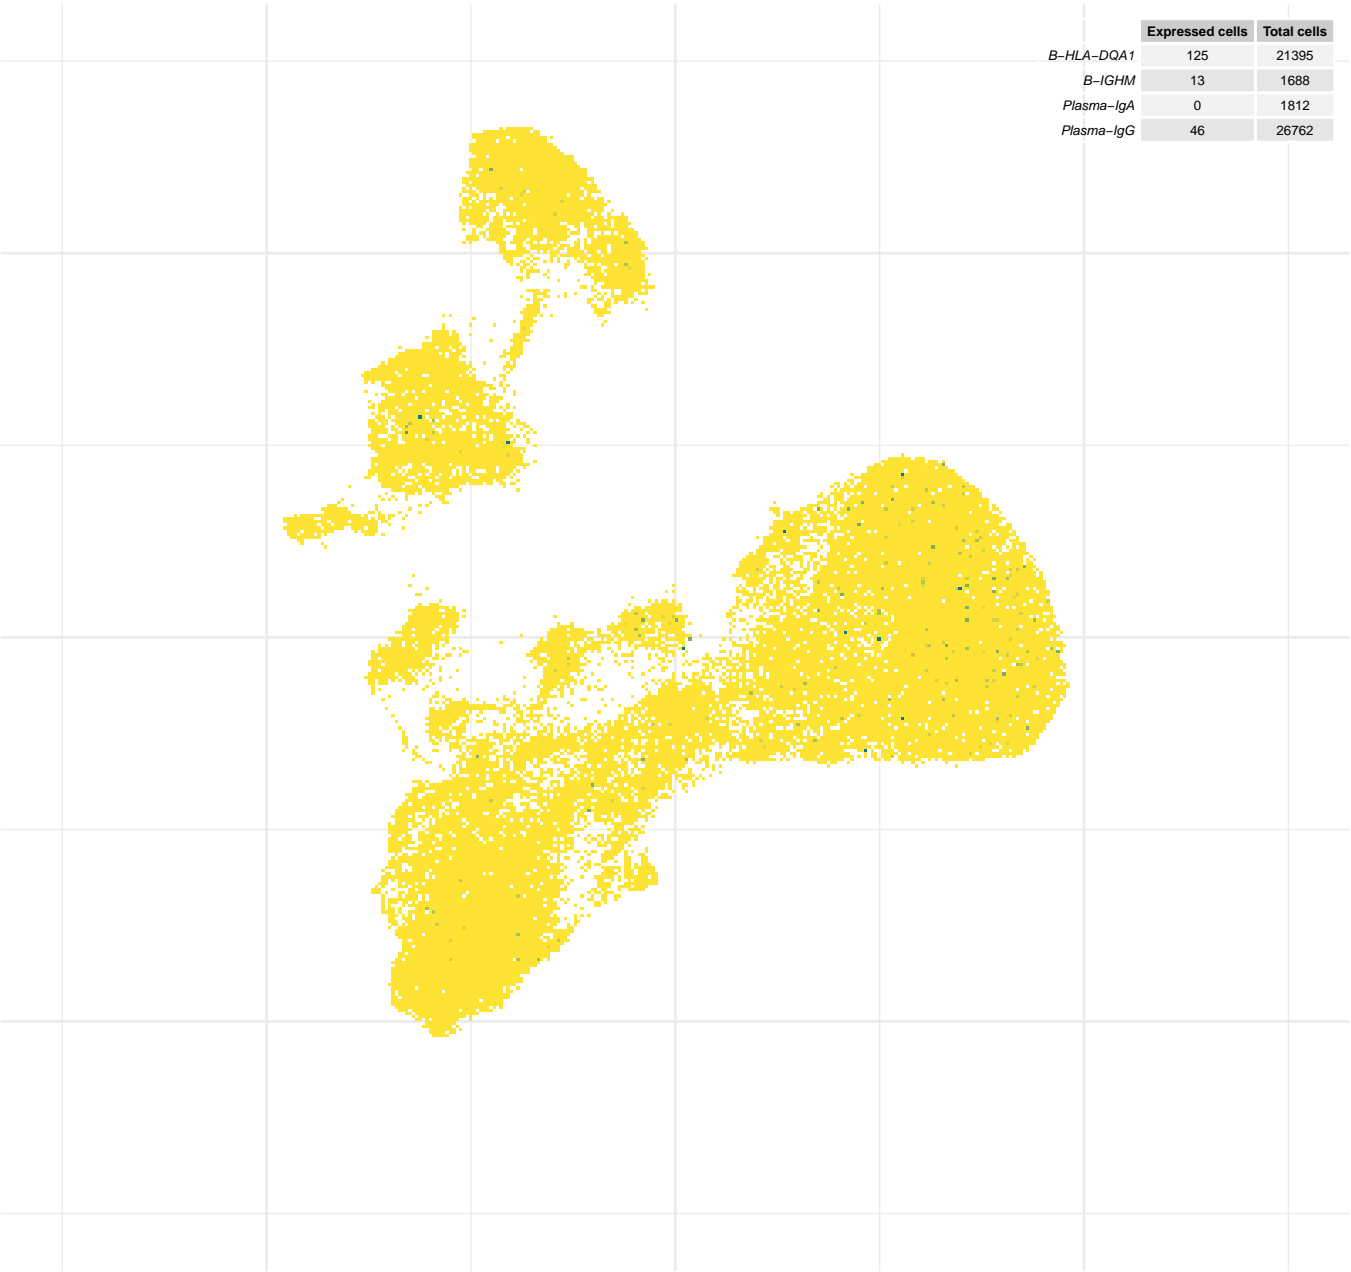 Expressed cells Total cells
B−HLA−DQA1 125 21395
B−IGHM 13 1688
Plasma−IgA 0 1812
Plasma−IgG 46 26762